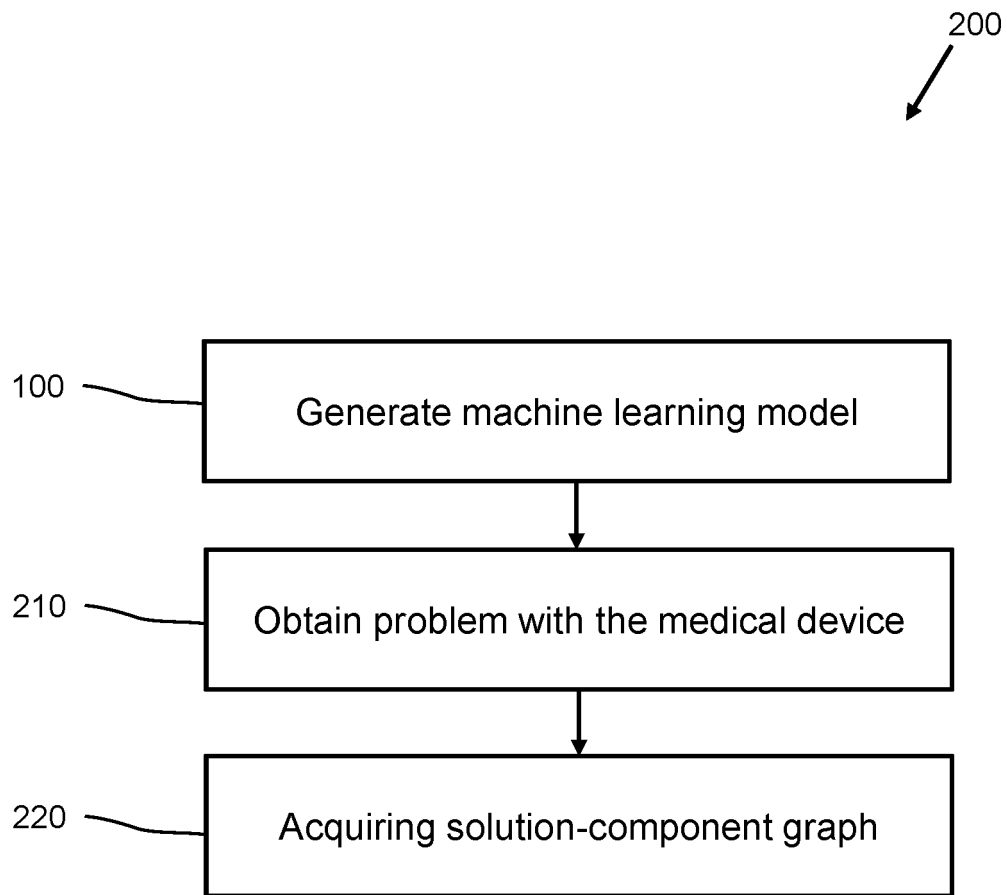 200
100
Generate machine learning model
210
Obtain problem with the medical device
220
Acquiring solution-component graph